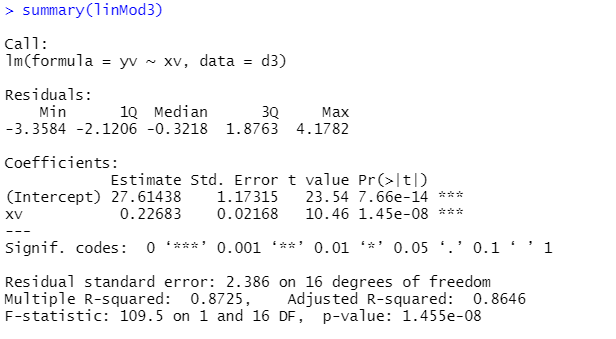 > summary(linMod3)
Call:
lm(formula = yv ~ xv, data = d3)
Residuals:
    Min      1Q  Median      3Q     Max
-3.3584 -2.1206 -0.3218  1.8763  4.1782
Coefficients:
            Estimate Std. Error t value Pr(>|t|)
(Intercept) 27.61438    1.17315   23.54 7.66e-14 ***
xv           0.22683    0.02168   10.46 1.45e-08 ***
---
Signif. codes:  0 ‘***’ 0.001 ‘**’ 0.01 ‘*’ 0.05 ‘.’ 0.1 ‘ ’ 1
Residual standard error: 2.386 on 16 degrees of freedom
Multiple R-squared:  0.8725,    Adjusted R-squared:  0.8646
F-statistic: 109.5 on 1 and 16 DF,  p-value: 1.455e-08